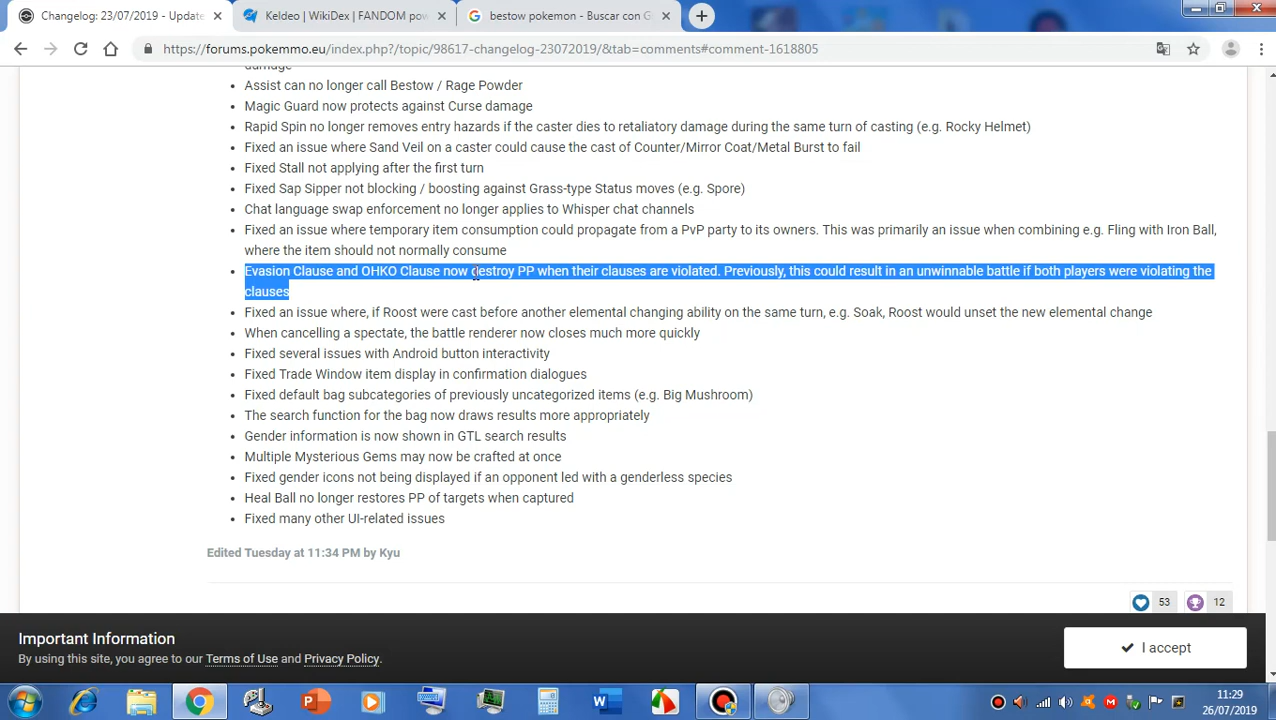 Changelog: 23/07/2019 - Update
Keldeo | WikiDex | FANDOM pow
bestow pokemon - Buscar con G
https://forums.pokemmo.eu/index.php?/topic/98617-changelog-23072019/&tab=comments#comment-1618805
damage
Assist can no longer call Bestow / Rage Powder
Magic Guard now protects against Curse damage
Rapid Spin no longer removes entry hazards if the caster dies to retaliatory damage during the same turn of casting (e.g. Rocky Helmet)
Fixed an issue where Sand Veil on a caster could cause the cast of Counter/Mirror Coat/Metal Burst to fail
Fixed Stall not applying after the first turn
Fixed Sap Sipper not blocking / boosting against Grass-type Status moves (e.g. Spore)
Chat language swap enforcement no longer applies to Whisper chat channels
Fixed an issue where temporary item consumption could propagate from a PvP party to its owners. This was primarily an issue when combining e.g. Fling with Iron Ball,
where the item should not normally consume
Evasion Clause and OHKO Clause now destroy PP when their clauses are violated. Previously, this could result in an unwinnable battle if both players were violating the
clauses
Fixed an issue where, if Roost were cast before another elemental changing ability on the same turn, e.g. Soak, Roost would unset the new elemental change
When cancelling a spectate, the battle renderer now closes much more quickly
Fixed several issues with Android button interactivity
Fixed Trade Window item display in confirmation dialogues
Fixed default bag subcategories of previously uncategorized items (e.g. Big Mushroom)
The search function for the bag now draws results more appropriately
Gender information is now shown in GTL search results
Multiple Mysterious Gems may now be crafted at once
Fixed gender icons not being displayed if an opponent led with a genderless species
Heal Ball no longer restores PP of targets when captured
Fixed many other UI-related issues
Edited Tuesday at 11:34 PM by Kyu
53
12
Important Information
By using this site, you agree to our Terms of Use and Privacy Policy.
I accept
11:29
26/07/2019